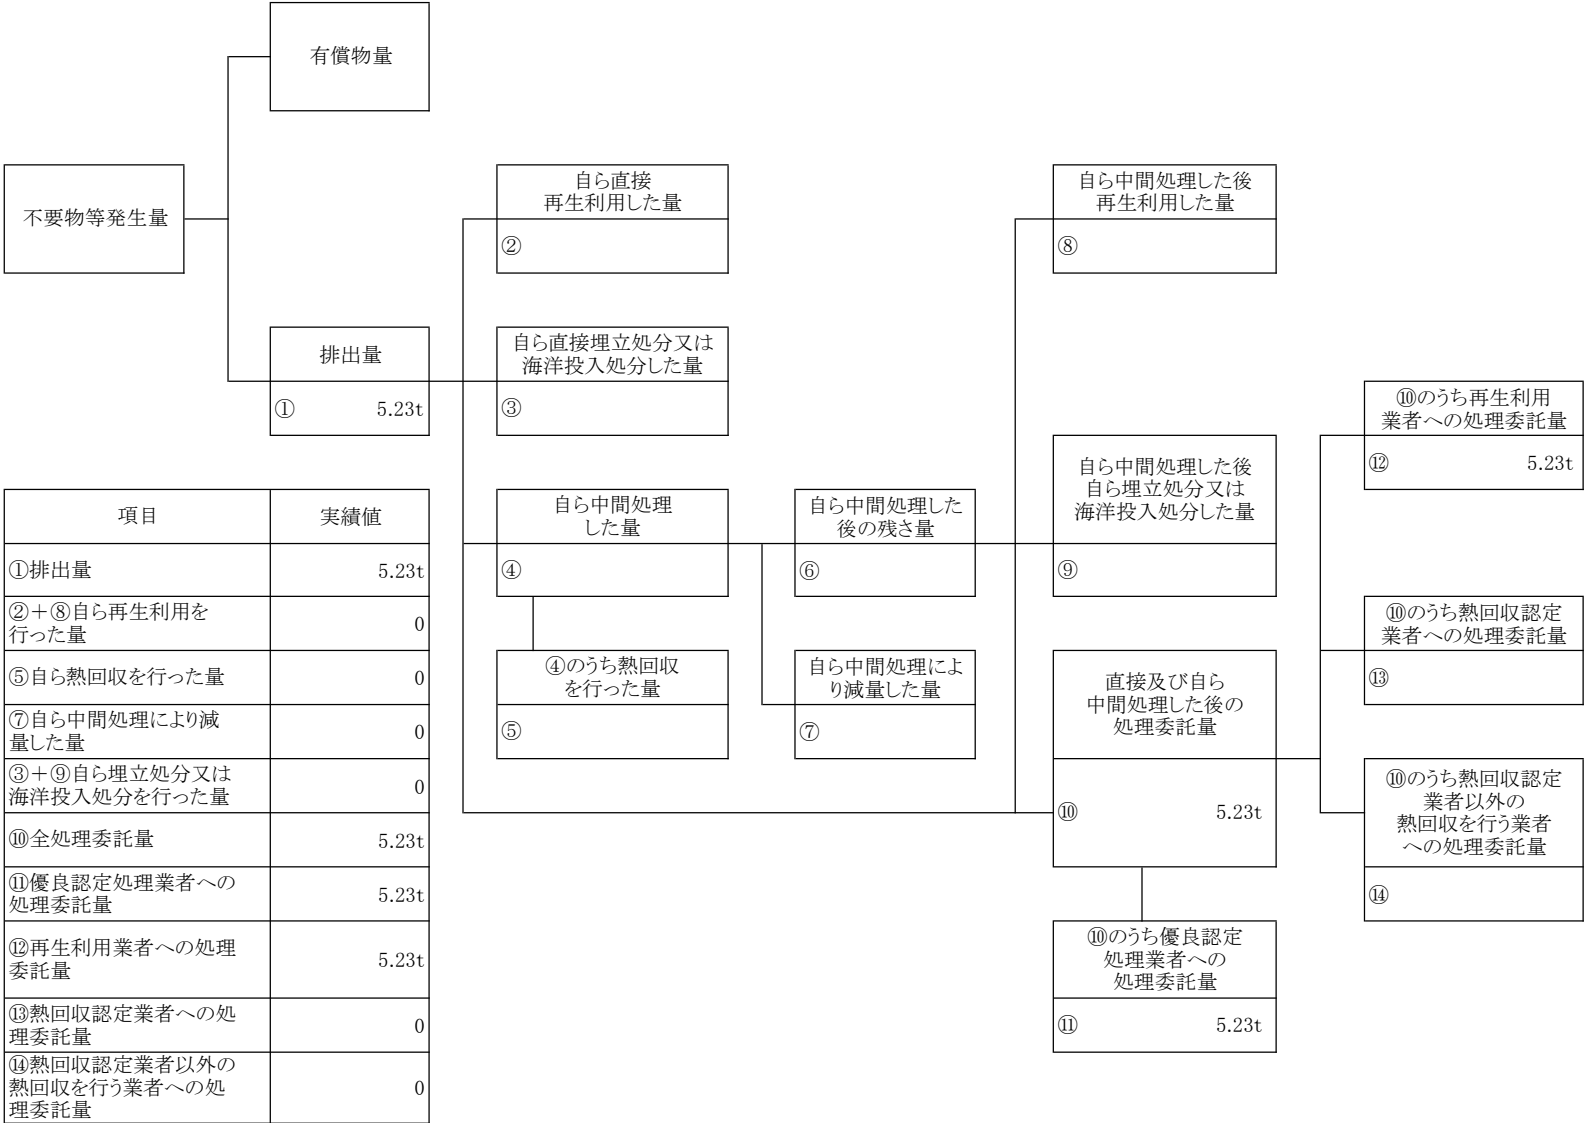 有償物量
不要物等発生量
自ら直接
再生利用した量
②
自ら中間処理した後
再生利用した量
⑧
排出量
① 5.23t
自ら直接埋立処分又は
海洋投入処分した量
③
⑩のうち再生利用
業者への処理委託量
⑫ 5.23t
自ら中間処理した後
自ら埋立処分又は
海洋投入処分した量
⑨
自ら中間処理
した量
④
自ら中間処理した
後の残さ量
⑥
⑩のうち熱回収認定
業者への処理委託量
⑬
④のうち熱回収
を行った量
⑤
自ら中間処理によ
り減量した量
⑦
直接及び自ら
中間処理した後の
処理委託量
⑩ 5.23t
⑩のうち熱回収認定
業者以外の
熱回収を行う業者
への処理委託量
⑭
⑩のうち優良認定
処理業者への
処理委託量
⑪ 5.23t
項目 実績値
①排出量 5.23t
②+⑧自ら再生利用を
行った量 0
⑤自ら熱回収を行った量 0
⑦自ら中間処理により減
量した量 0
③+⑨自ら埋立処分又は
海洋投入処分を行った量 0
⑩全処理委託量 5.23t
⑪優良認定処理業者への
処理委託量 5.23t
⑫再生利用業者への処理
委託量 5.23t
⑬熱回収認定業者への処
理委託量 0
⑭熱回収認定業者以外の
熱回収を行う業者への処
理委託量 0